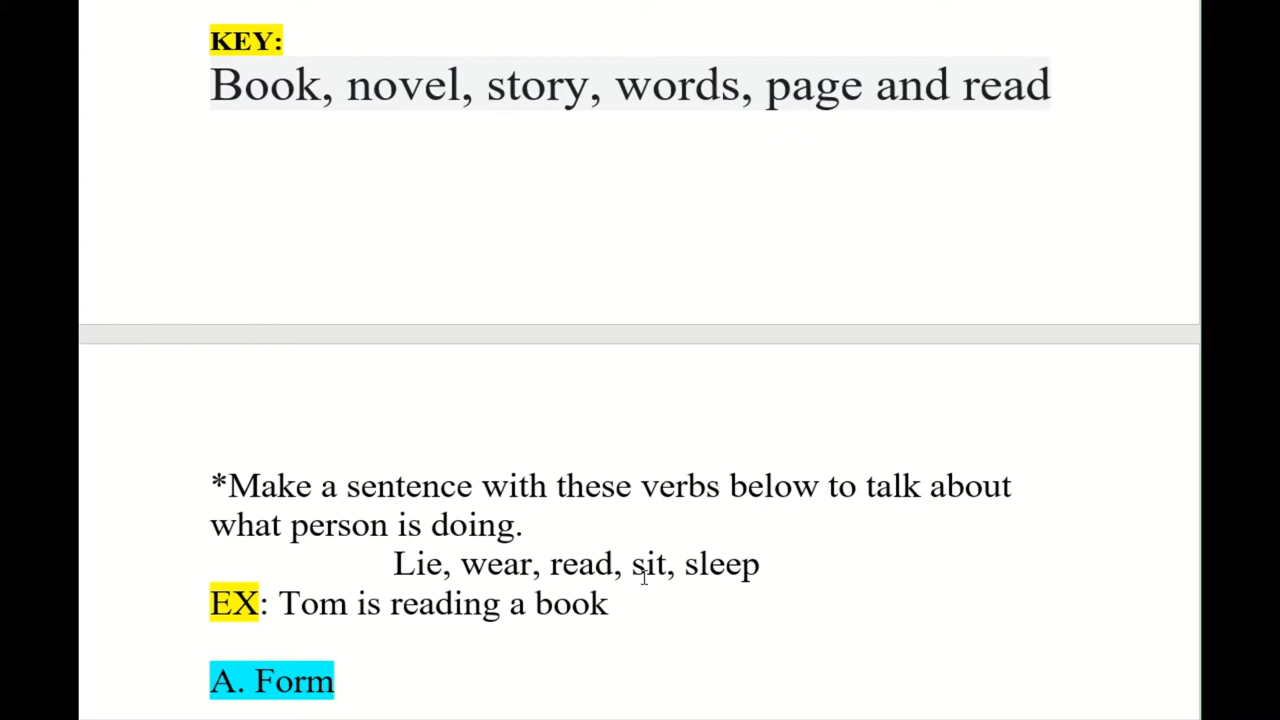 KEY:
Book, novel, story, words, page and read
*Make a sentence with these verbs below to talk about
what person is doing.
Lie, wear, read, sit, sleep
EX: Tom is reading a book
A. Form